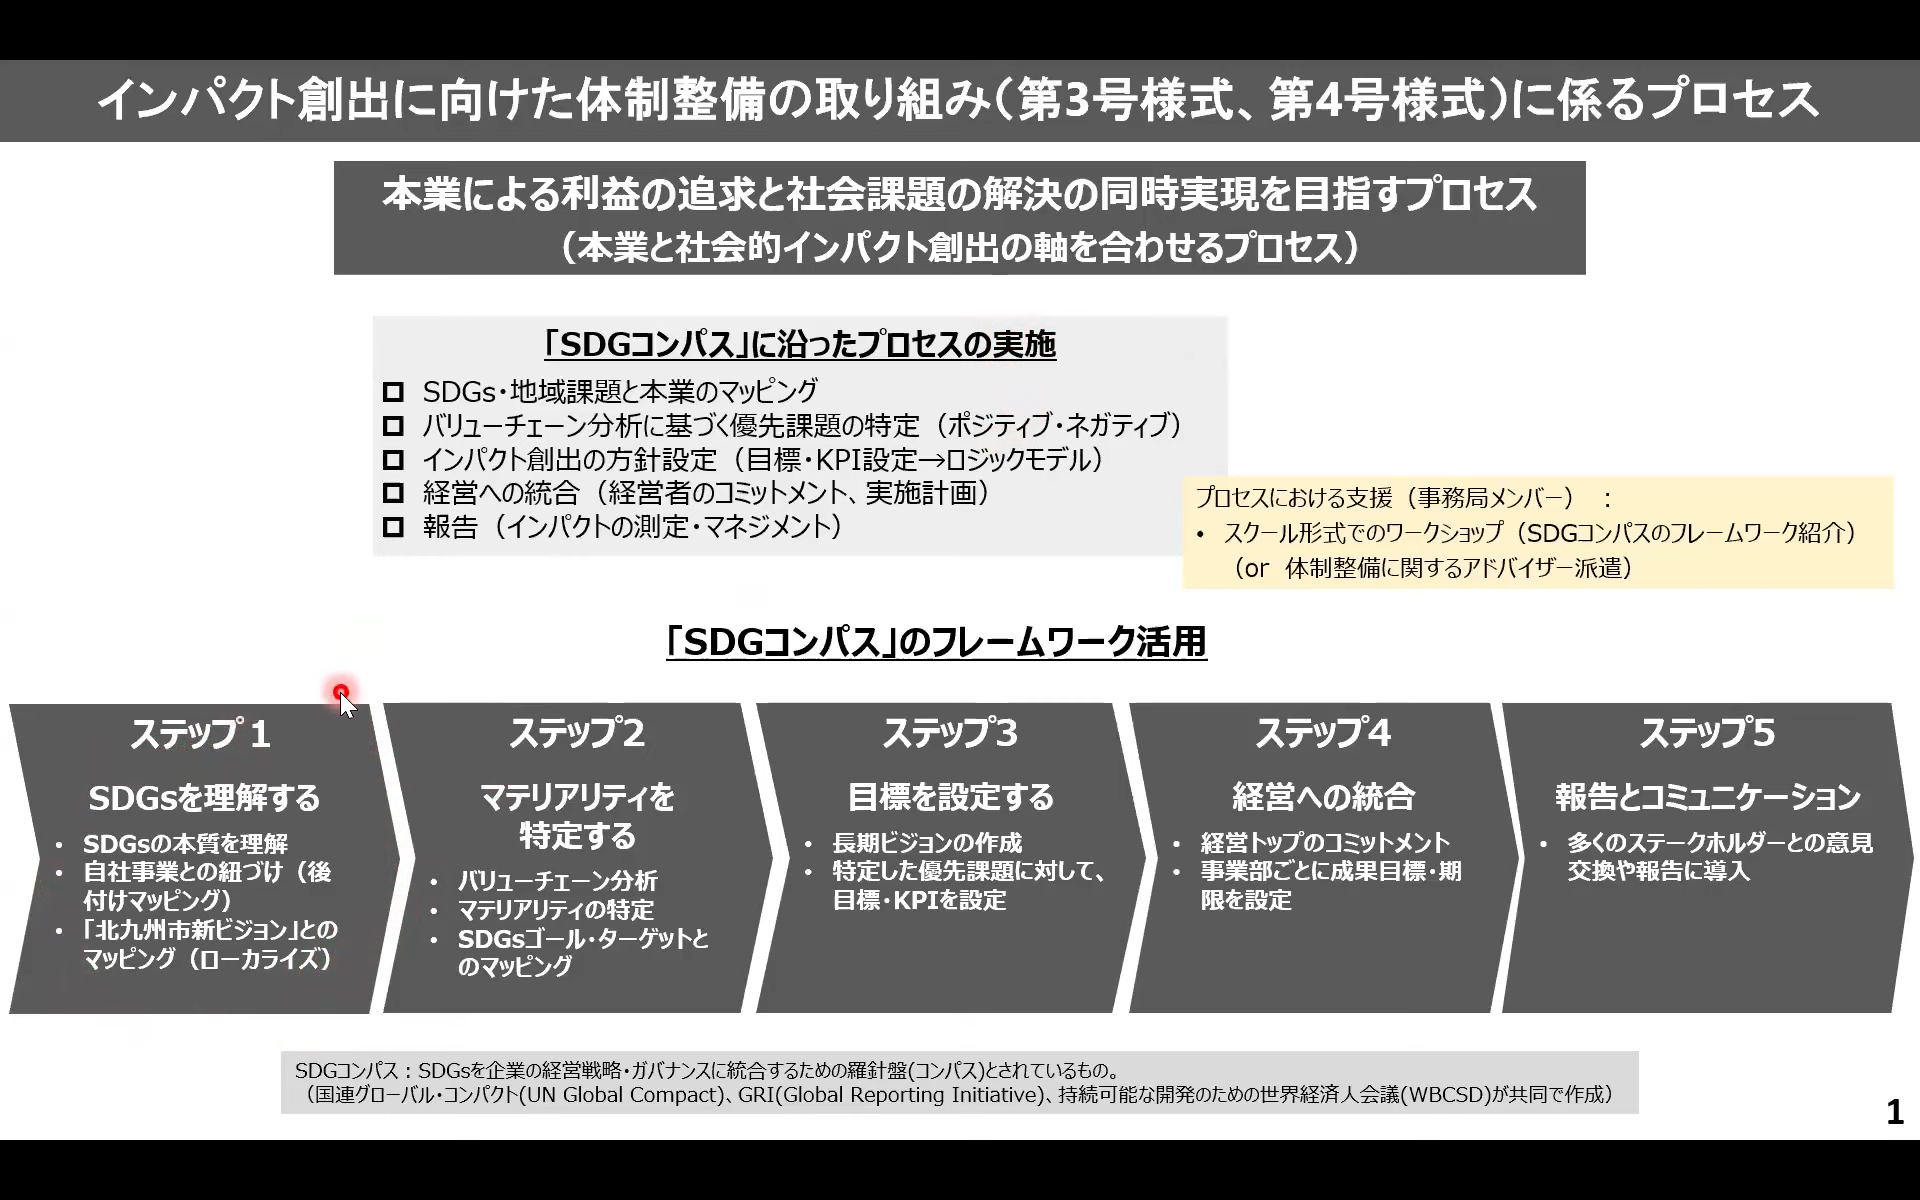 インパクト創出に向けた体制整備の取り組み（第3号様式、第4号様式）に係るプロセス
本業による利益の追求と社会課題の解決の同時実現を目指すプロセス
（本業と社会的インパクト創出の軸を合わせるプロセス）
「SDGコンパス」に沿ったプロセスの実施
□ SDGs・地域課題と本業のマッピング
□ バリューチェーン分析に基づく優先課題の特定（ポジティブ・ネガティブ）
□ インパクト創出の方針設定（目標・KPI設定→ロジックモデル）
□ 経営への統合（経営者のコミットメント、実施計画）
□ 報告（インパクトの測定・マネジメント）
プロセスにおける支援（事務局メンバー）：
• スクール形式でのワークショップ（SDGコンパスのフレームワーク紹介）
（or 体制整備に関するアドバイザー派遣）
「SDGコンパス」のフレームワーク活用
ステップ1
SDGsを理解する
• SDGsの本質を理解
• 自社事業との紐づけ（後
付けマッピング）
• 「北九州市新ビジョン」との
マッピング（ローカライズ）
ステップ2
マテリアリティを
特定する
• バリューチェーン分析
• マテリアリティの特定
• SDGsゴール・ターゲットと
のマッピング
ステップ3
目標を設定する
• 長期ビジョンの作成
• 特定した優先課題に対して、
目標・KPIを設定
ステップ4
経営への統合
• 経営トップのコミットメント
• 事業部ごとに成果目標・期
限を設定
ステップ5
報告とコミュニケーション
• 多くのステークホルダーとの意見
交換や報告に導入
SDGコンパス：SDGsを企業の経営戦略・ガバナンスに統合するための羅針盤(コンパス)とされているもの。
（国連グローバル・コンパクト(UN Global Compact)、GRI(Global Reporting Initiative)、持続可能な開発のための世界経済人会議(WBCSD)が共同で作成）
1